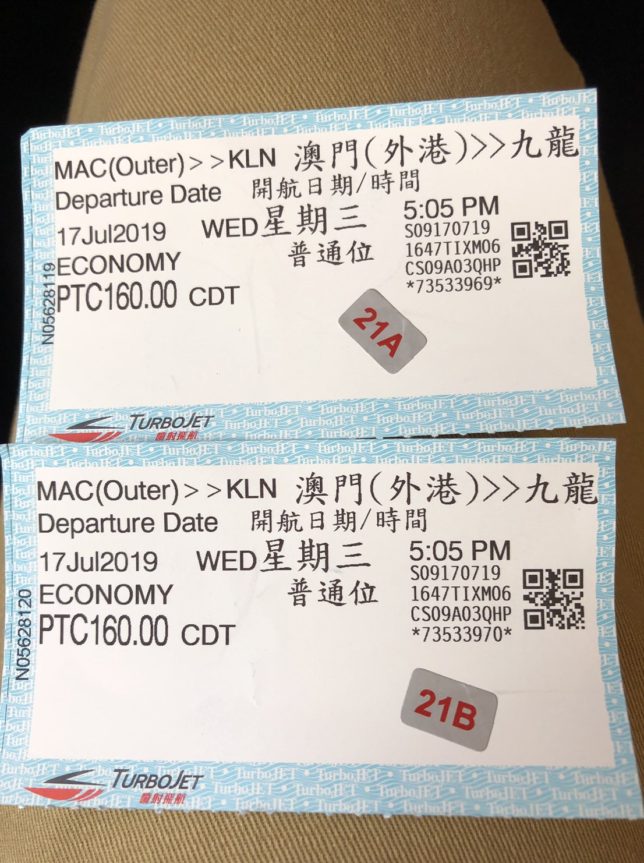 MAC(Outer)>>KLN 澳門(外港)>>九龍
Departure Date 開航日期/時間
17Jul2019 WED星期三 5:05 PM
S09170719
ECONOMY 普通位 1647TIXM06
CS09A03QHP
PTC160.00 CDT *73533969*
N05628119
21A
TURBOJET
噴射飛航
MAC(Outer)>>KLN 澳門(外港)>>九龍
Departure Date 開航日期/時間
17Jul2019 WED星期三 5:05 PM
S09170719
ECONOMY 普通位 1647TIXM06
CS09A03QHP
PTC160.00 CDT *73533970*
N05628120
21B
TURBOJET
噴射飛航